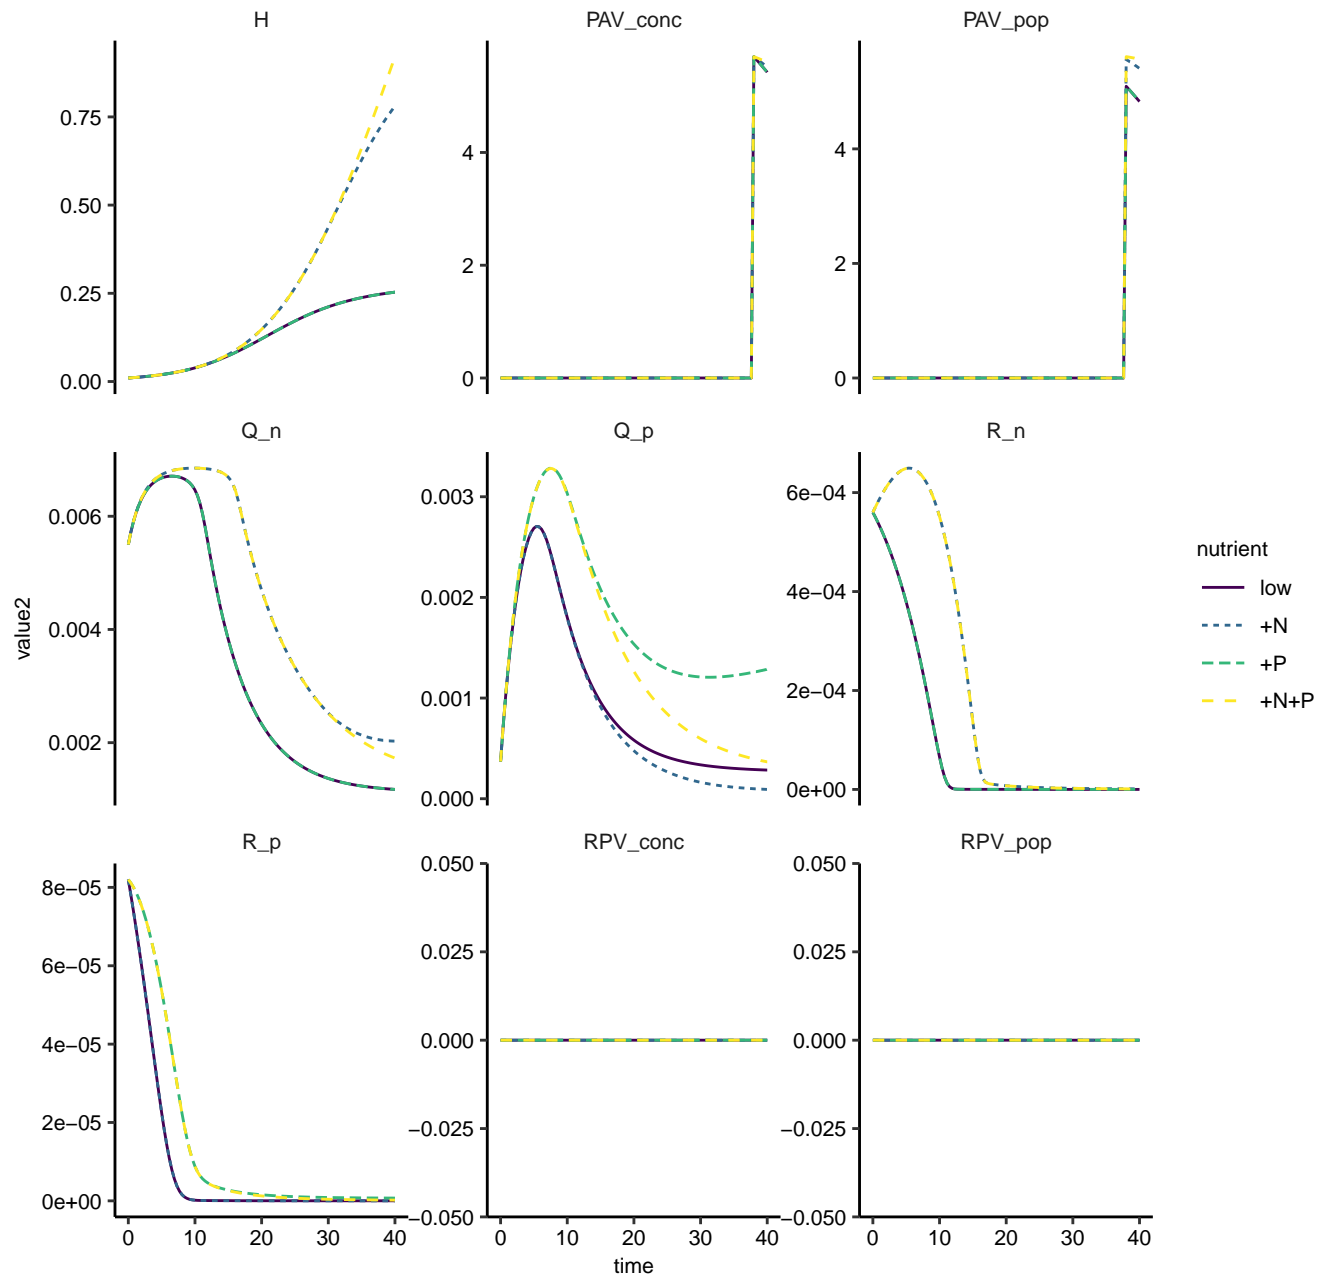 H
PAV_conc
PAV_pop
0.75
0.50
0.25
0.00
4
2
0
4
2
0
Q_n
Q_p
R_n
0.006
0.004
0.002
0.003
0.002
0.001
0.000
6e−04
4e−04
2e−04
0e+00
R_p
RPV_conc
RPV_pop
8e−05
6e−05
4e−05
2e−05
0e+00
0.050
0.025
0.000
−0.025
−0.050
0.050
0.025
0.000
−0.025
−0.050
0 10 20 30 40
0 10 20 30 40
0 10 20 30 40
time
value2
nutrient
low
+N
+P
+N+P